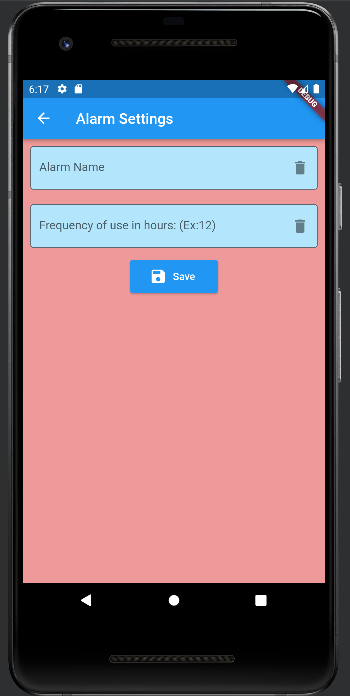 6:17
DEBUG
Alarm Settings
Alarm Name
Frequency of use in hours: (Ex:12)
Save